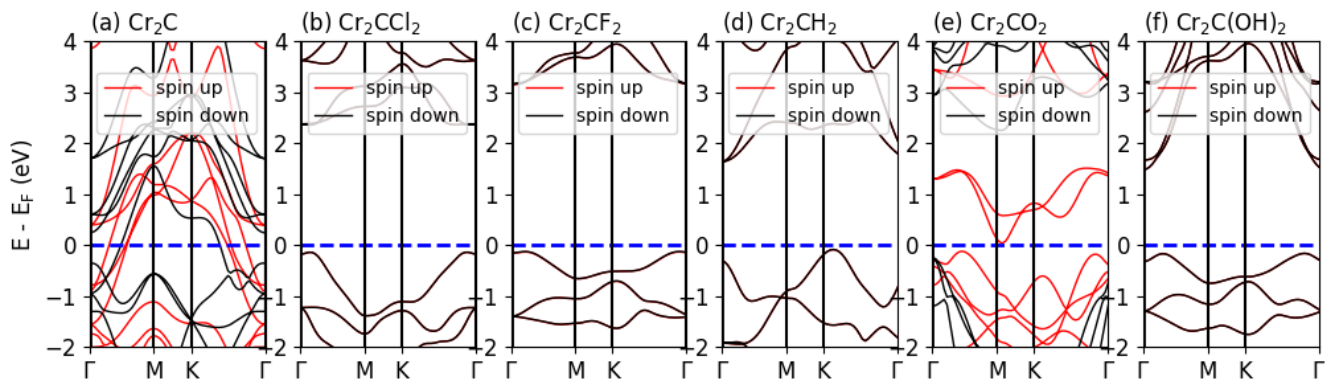 (a) Cr₂C (b) Cr₂CCl₂ (c) Cr₂CF₂ (d) Cr₂CH₂ (e) Cr₂CO₂ (f) Cr₂C(OH)₂
E - E_F (eV)
4 4 4 4 4 4
3 3 3 3 3 3
spin up spin up spin up spin up spin up spin up
spin down spin down spin down spin down spin down spin down
2 2 2 2 2 2
1 1 1 1 1 1
0 0 0 0 0 0
−1 −1 −1 −1 −1 −1
−2 2 2 2 2 2
Γ M K Γ Γ M K Γ Γ M K Γ Γ M K Γ Γ M K Γ Γ M K Γ